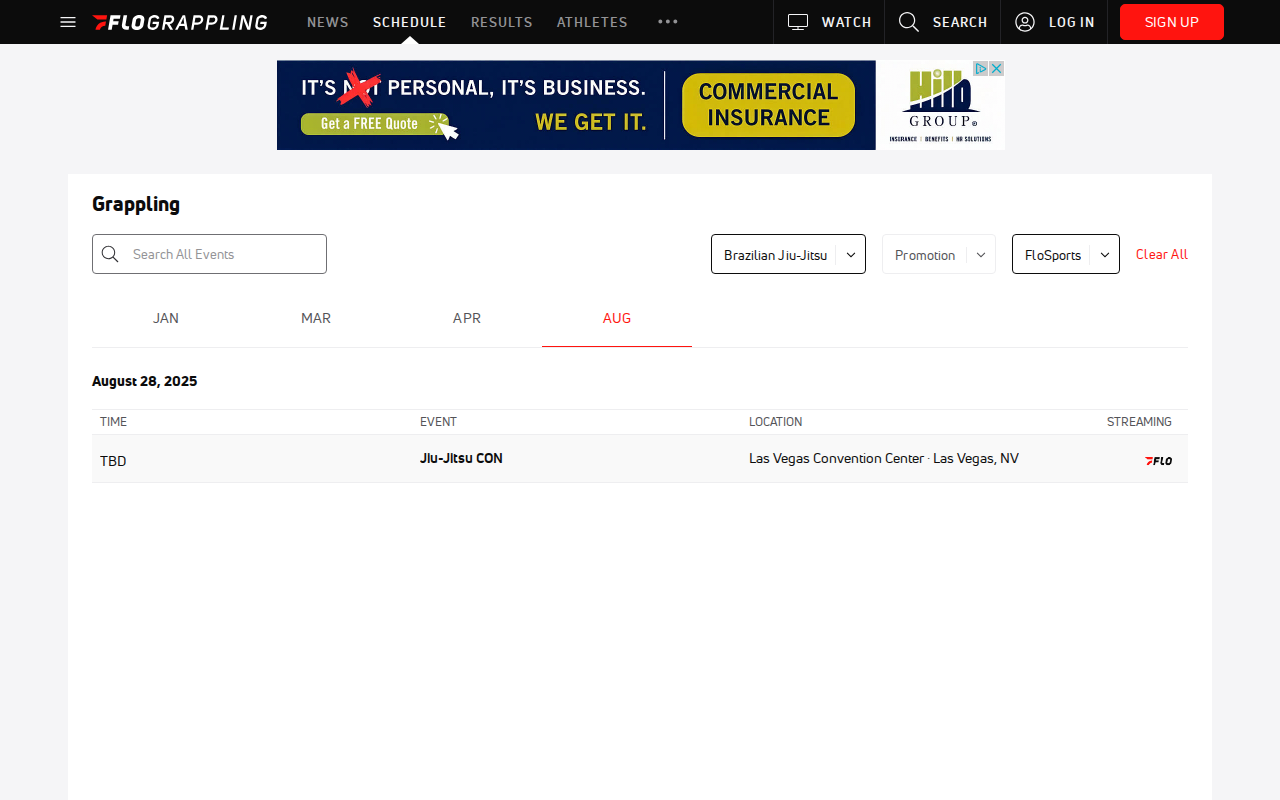 FLOGRAPPLING NEWS SCHEDULE RESULTS ATHLETES ••• WATCH SEARCH LOG IN SIGN UP
IT'S NOT PERSONAL, IT'S BUSINESS.
Get a FREE Quote
WE GET IT.
COMMERCIAL
INSURANCE
Hill
GROUP®
INSURANCE | BENEFITS | HR SOLUTIONS
Grappling
Search All Events
Brazilian Jiu-Jitsu Promotion FloSports Clear All
JAN MAR APR AUG
August 28, 2025
TIME EVENT LOCATION STREAMING
TBD Jiu-Jitsu CON Las Vegas Convention Center · Las Vegas, NV FLO